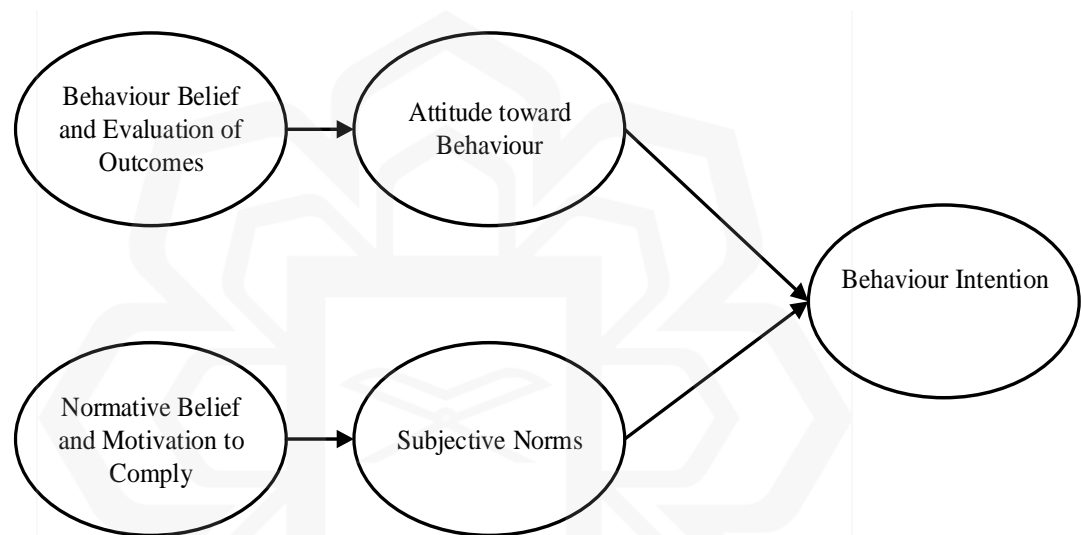 Behaviour Belief
and Evaluation of
Outcomes
Attitude toward
Behaviour
Behaviour Intention
Normative Belief
and Motivation to
Comply
Subjective Norms